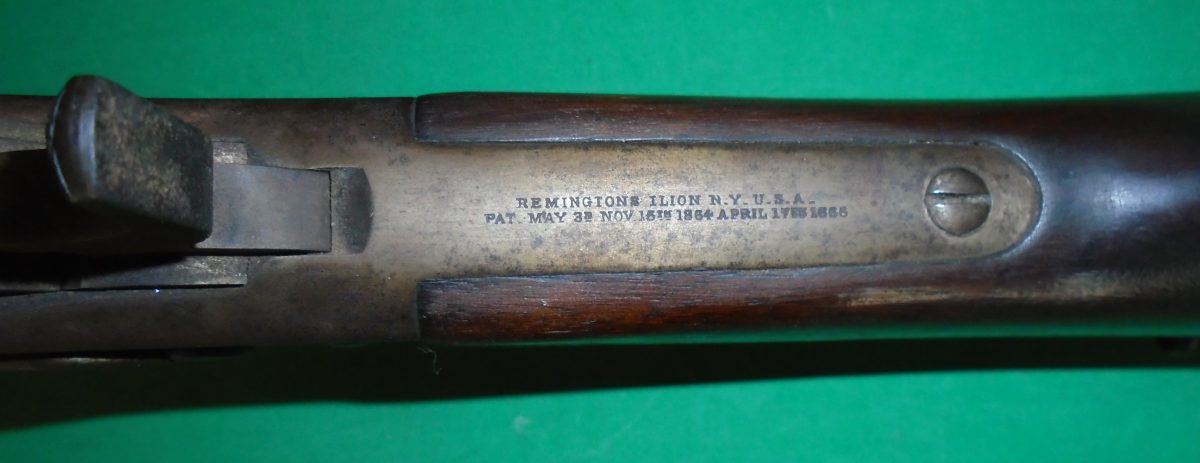 REMINGTONS ILION N.Y. U.S.A.
PAT. MAY 3D NOV 15TH 1864 APRIL 17TH 1866